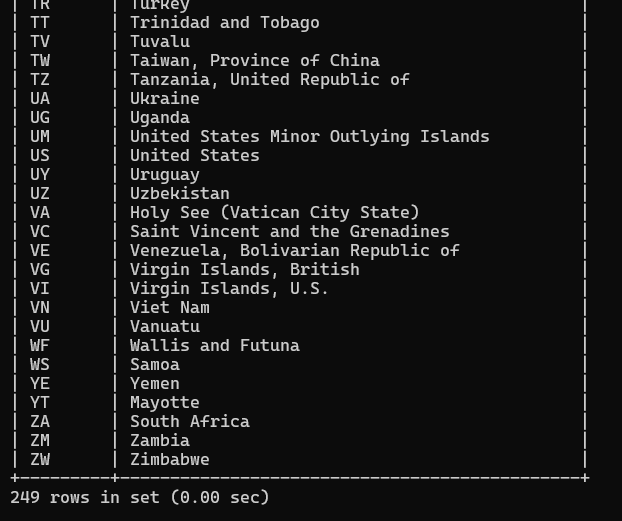 | TR | Turkey |
| TT | Trinidad and Tobago |
| TV | Tuvalu |
| TW | Taiwan, Province of China |
| TZ | Tanzania, United Republic of |
| UA | Ukraine |
| UG | Uganda |
| UM | United States Minor Outlying Islands |
| US | United States |
| UY | Uruguay |
| UZ | Uzbekistan |
| VA | Holy See (Vatican City State) |
| VC | Saint Vincent and the Grenadines |
| VE | Venezuela, Bolivarian Republic of |
| VG | Virgin Islands, British |
| VI | Virgin Islands, U.S. |
| VN | Viet Nam |
| VU | Vanuatu |
| WF | Wallis and Futuna |
| WS | Samoa |
| YE | Yemen |
| YT | Mayotte |
| ZA | South Africa |
| ZM | Zambia |
| ZW | Zimbabwe |
+---------+----------------------------------------------+
249 rows in set (0.00 sec)